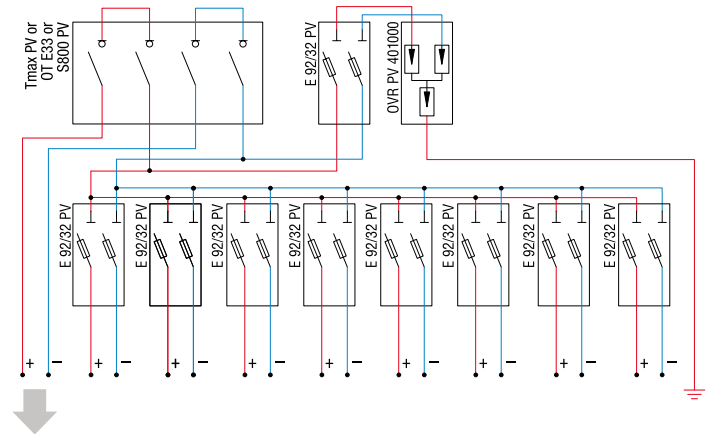 Tmax PV or
OT E33 or
S800 PV
E 92/32 PV
OVR PV 401000
E 92/32 PV
E 92/32 PV
E 92/32 PV
E 92/32 PV
E 92/32 PV
E 92/32 PV
E 92/32 PV
E 92/32 PV
+ − + − + − + − + − + − + − + − + −